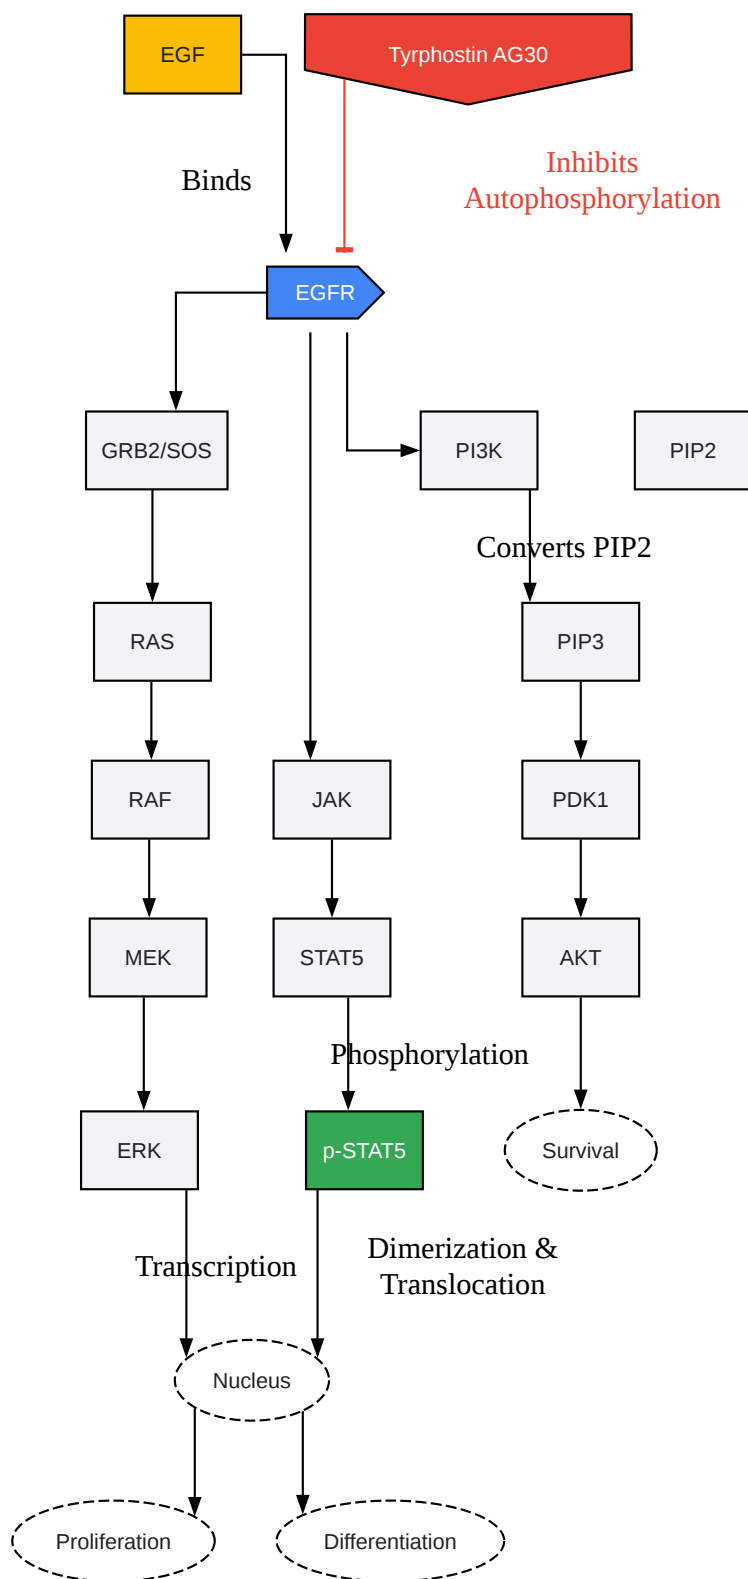 EGF
Tyrphostin AG30
Binds
Inhibits
Autophosphorylation
EGFR
GRB2/SOS
PI3K
PIP2
Converts PIP2
RAS
PIP3
RAF
JAK
PDK1
MEK
STAT5
AKT
Phosphorylation
ERK
p-STAT5
Survival
Transcription
Dimerization &
Translocation
Nucleus
Proliferation
Differentiation